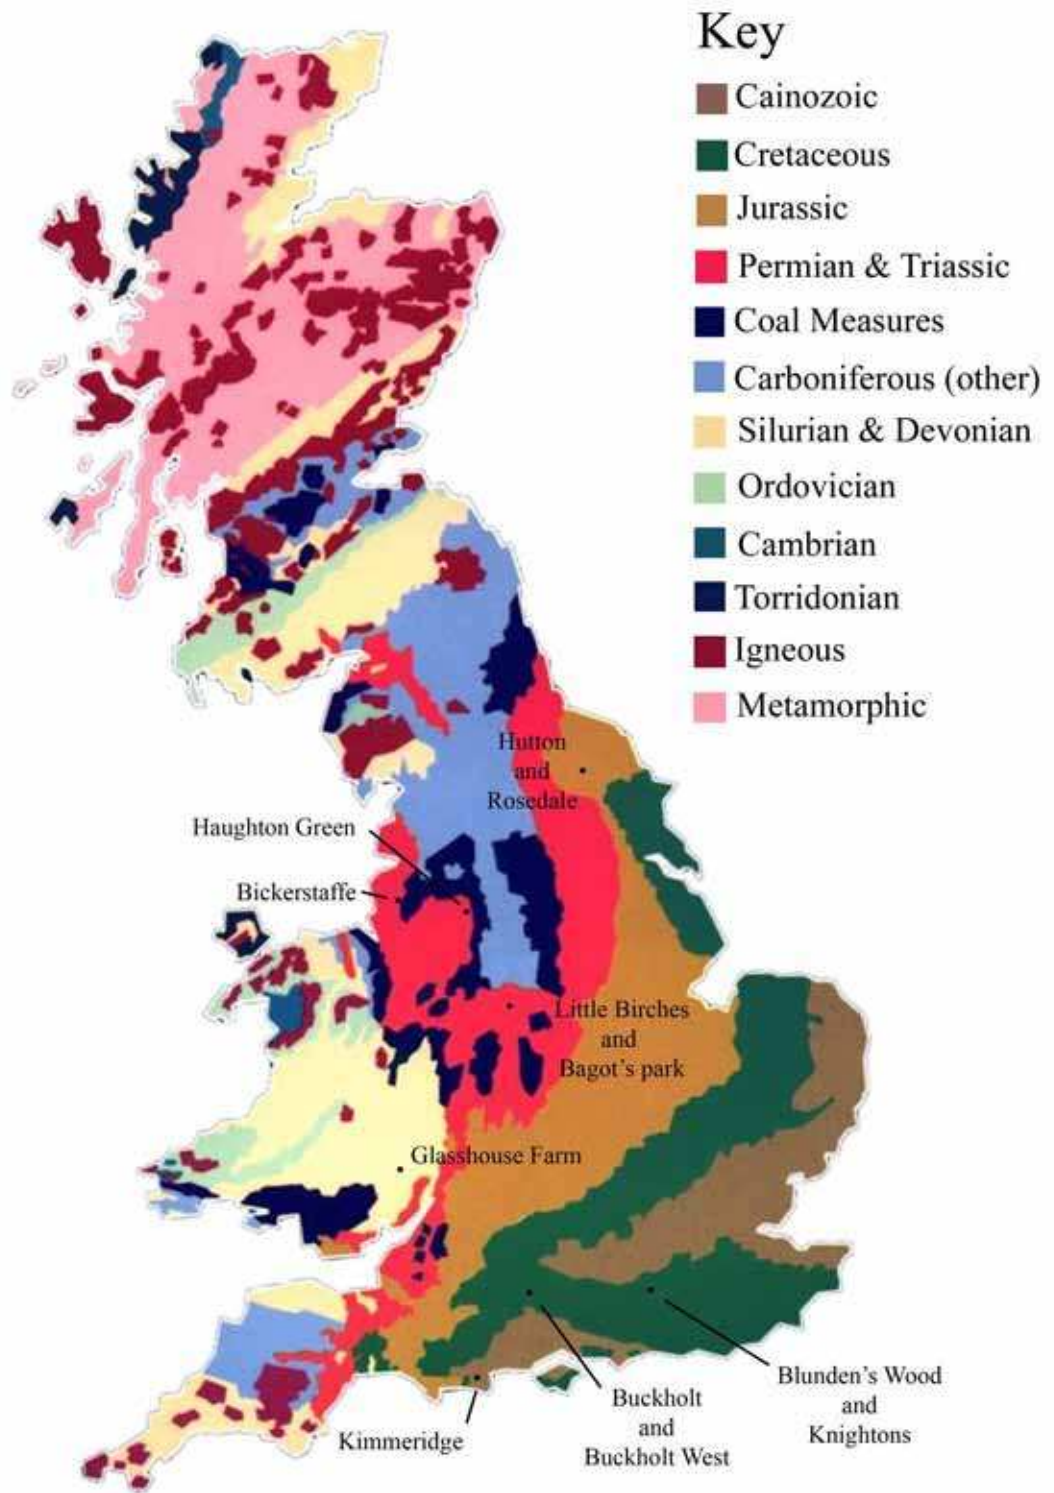 Key
Cainozoic
Cretaceous
Jurassic
Permian & Triassic
Coal Measures
Carboniferous (other)
Silurian & Devonian
Ordovician
Cambrian
Torridonian
Igneous
Metamorphic
Hutton
and
Rosedale
Haughton Green
Bickerstaffe
Little Birches
and
Bagot's park
Glasshouse Farm
Kimmeridge
Buckholt
and
Buckholt West
Blunden's Wood
and
Knightons